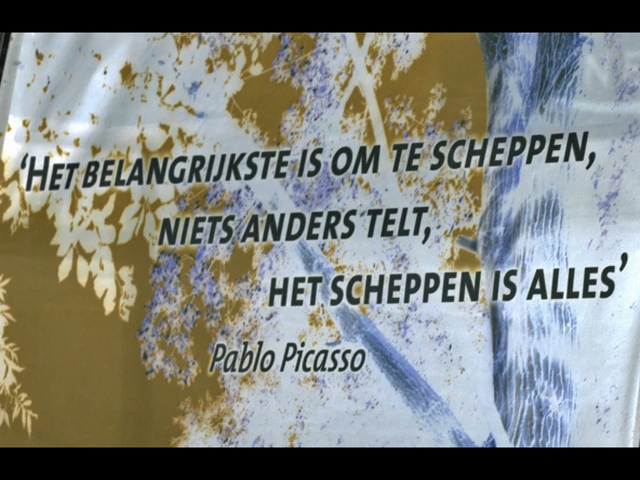 ‘HET BELANGRIJKSTE IS OM TE SCHEPPEN,
NIETS ANDERS TELT,
HET SCHEPPEN IS ALLES’
Pablo Picasso